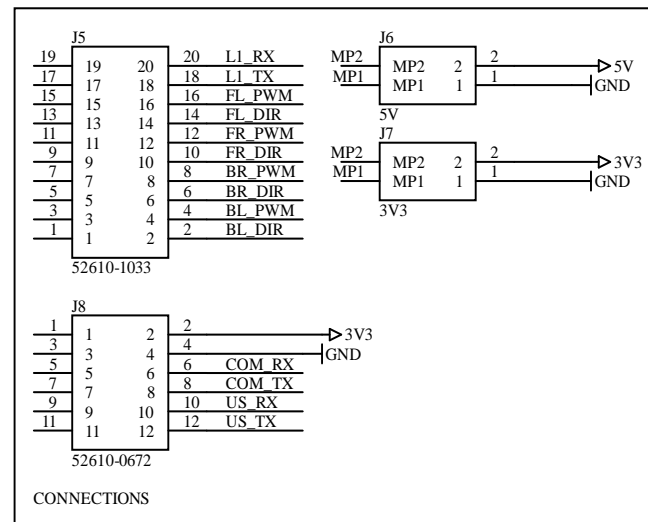 J5
19 19 20 20 L1_RX
17 17 18 18 L1_TX
15 15 16 16 FL_PWM
13 13 14 14 FL_DIR
11 11 12 12 FR_PWM
9 9 10 10 FR_DIR
7 7 8 8 BR_PWM
5 5 6 6 BR_DIR
3 3 4 4 BL_PWM
1 1 2 2 BL_DIR
52610-1033
J6
MP2 MP2 2 2 5V
MP1 MP1 1 1 GND
5V
J7
MP2 MP2 2 2 3V3
MP1 MP1 1 1 GND
3V3
J8
1 1 2 2 3V3
3 3 4 4 GND
5 5 6 6 COM_RX
7 7 8 8 COM_TX
9 9 10 10 US_RX
11 11 12 12 US_TX
52610-0672
CONNECTIONS